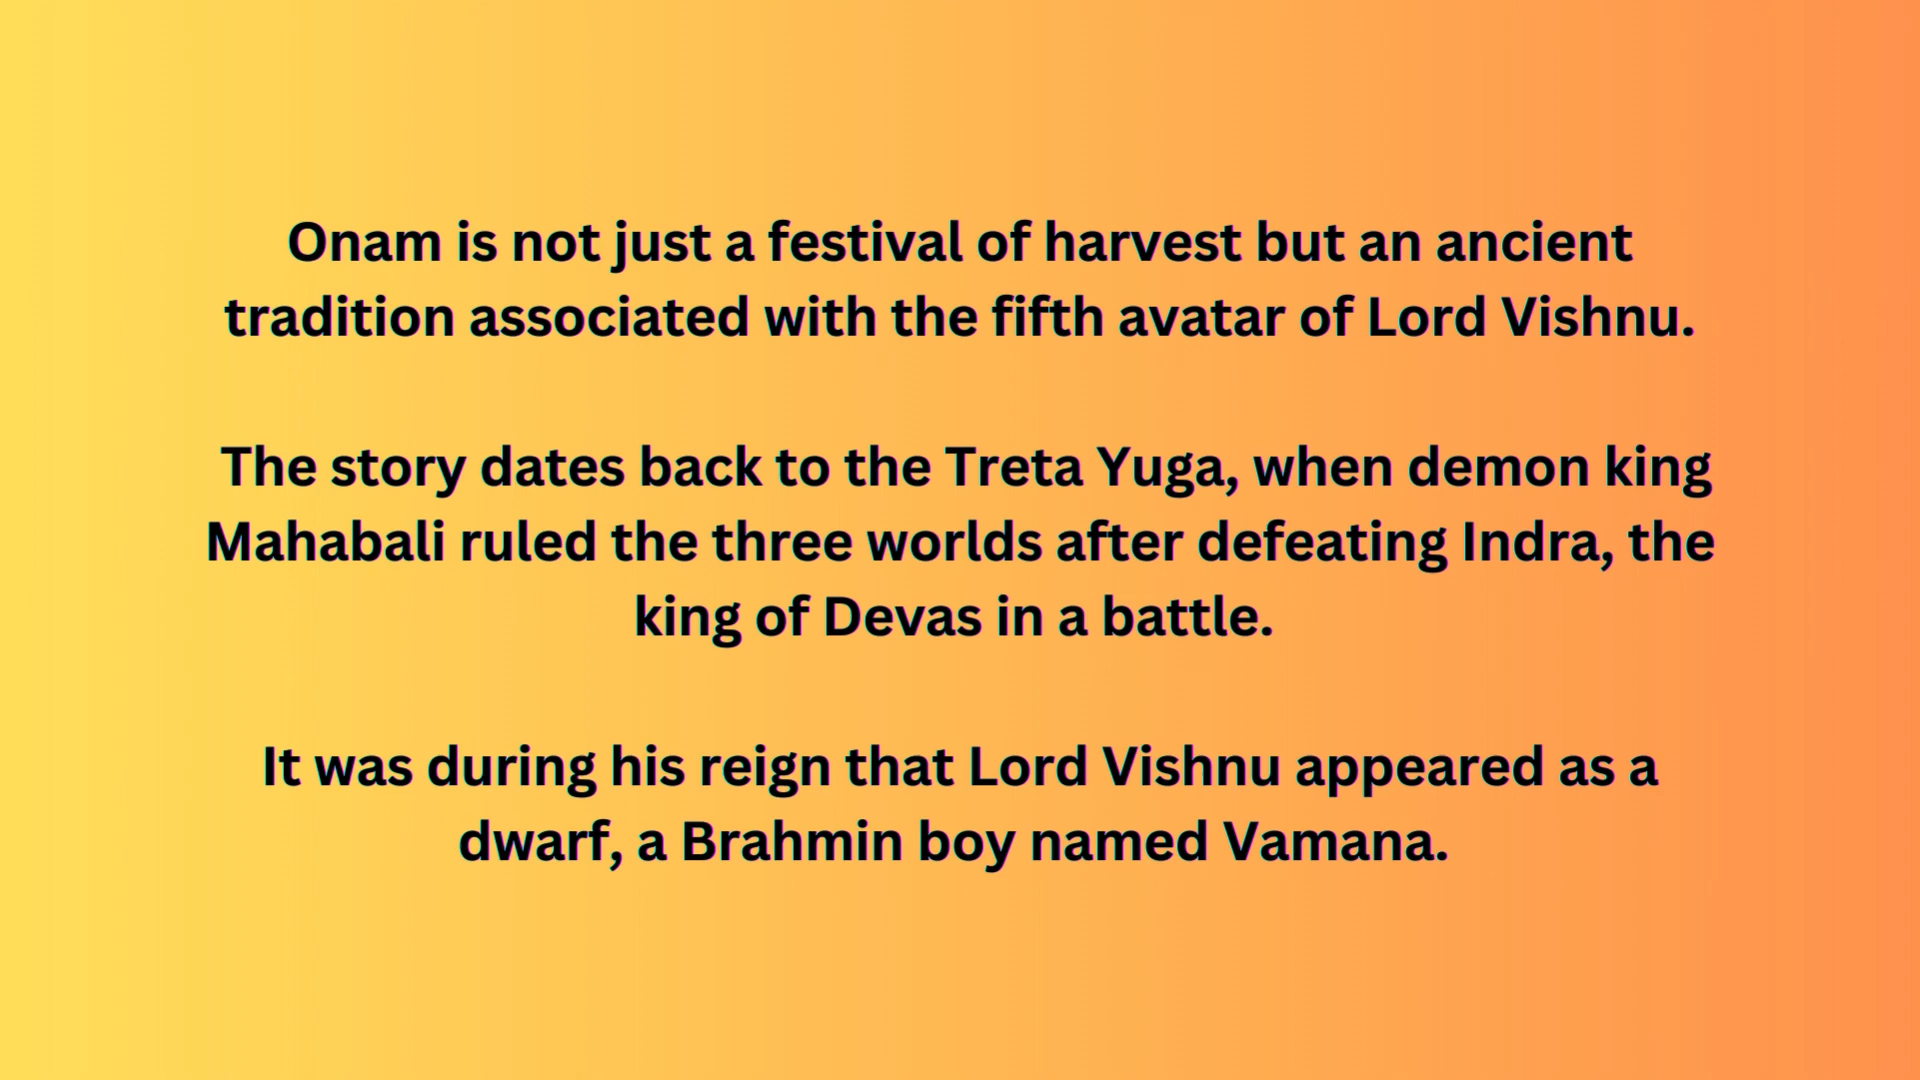 Onam is not just a festival of harvest but an ancient
tradition associated with the fifth avatar of Lord Vishnu.
The story dates back to the Treta Yuga, when demon king
Mahabali ruled the three worlds after defeating Indra, the
king of Devas in a battle.
It was during his reign that Lord Vishnu appeared as a
dwarf, a Brahmin boy named Vamana.